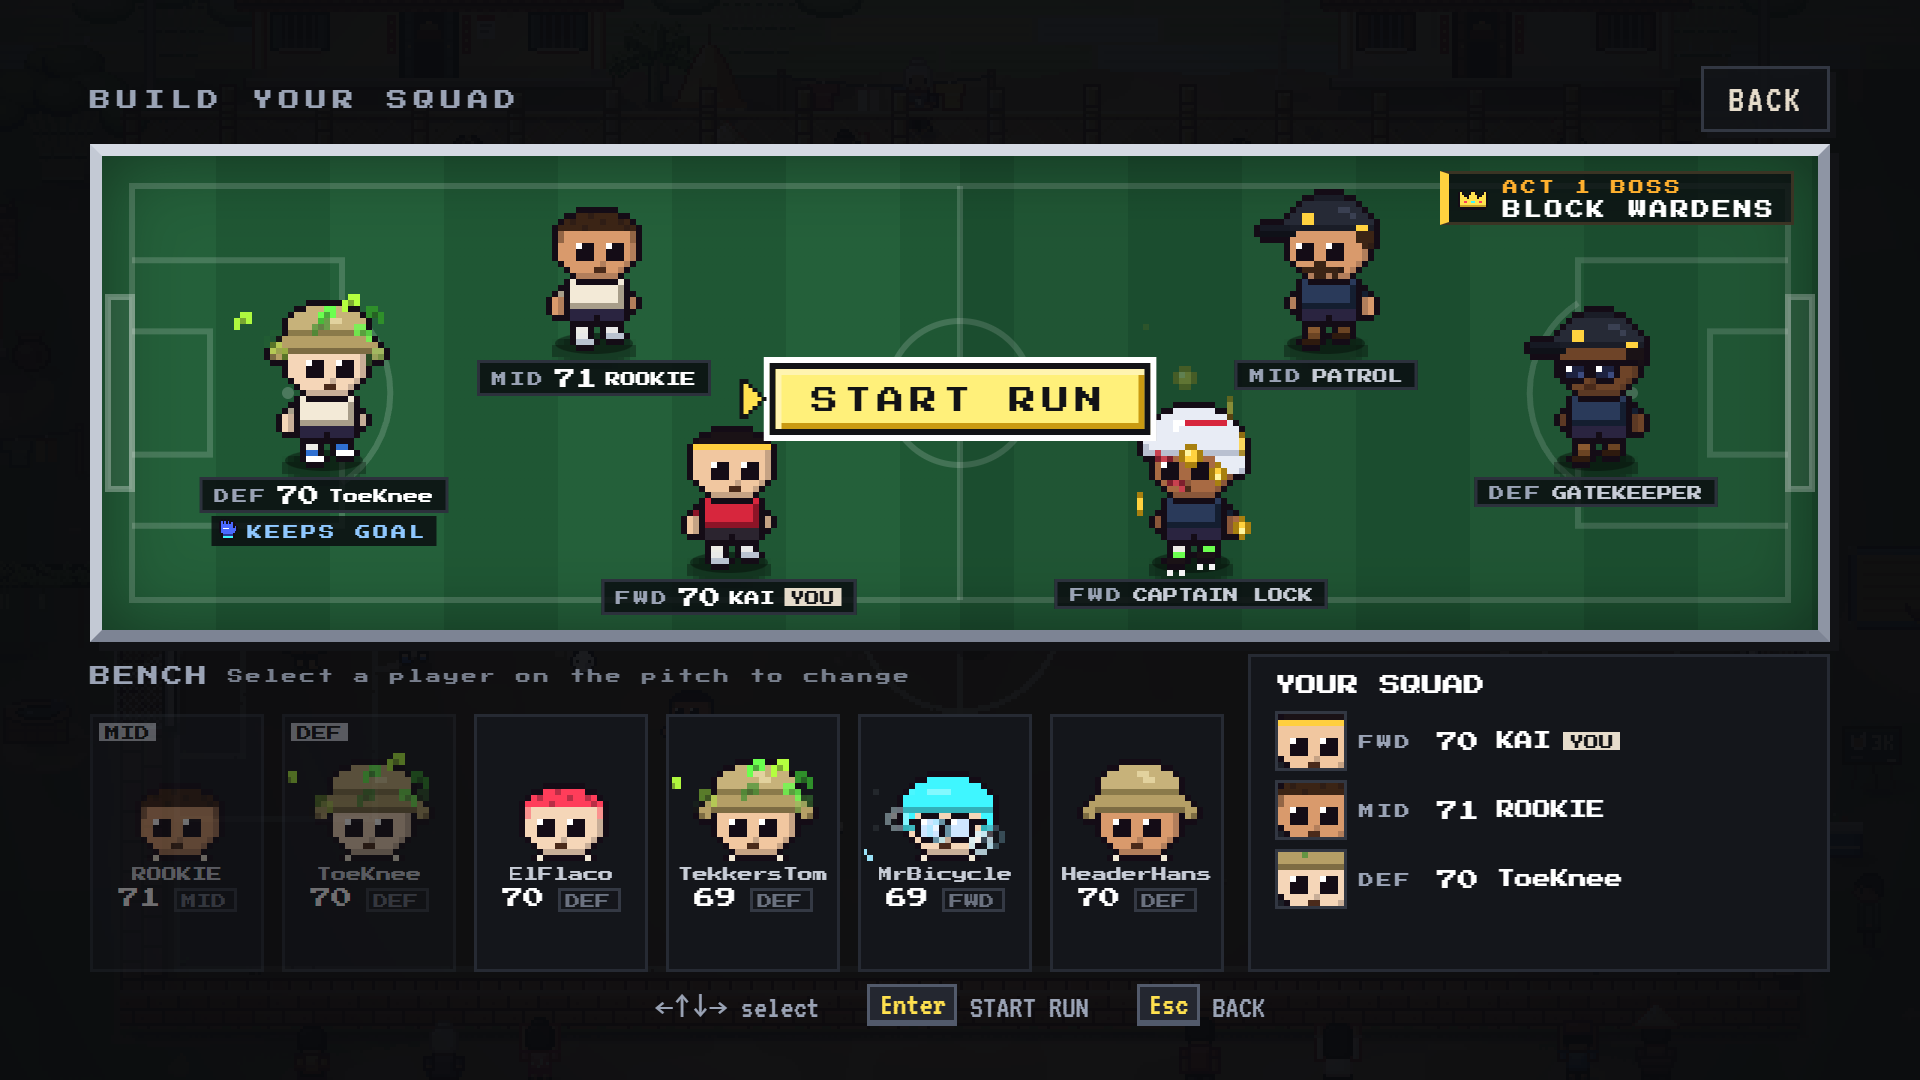 BUILD YOUR SQUAD
BACK
ACT 1 BOSS
BLOCK WARDENS
MID 71 ROOKIE
MID PATROL
START RUN
DEF 70 ToeKnee
KEEPS GOAL
DEF GATEKEEPER
FWD 70 KAI YOU
FWD CAPTAIN LOCK
BENCH Select a player on the pitch to change
MID
ROOKIE
71 MID
DEF
ToeKnee
70 DEF
ElFlaco
70 DEF
TekkersTom
69 DEF
MrBicycle
69 FWD
HeaderHans
70 DEF
YOUR SQUAD
FWD 70 KAI YOU
MID 71 ROOKIE
DEF 70 ToeKnee
←↑↓→ select Enter START RUN Esc BACK